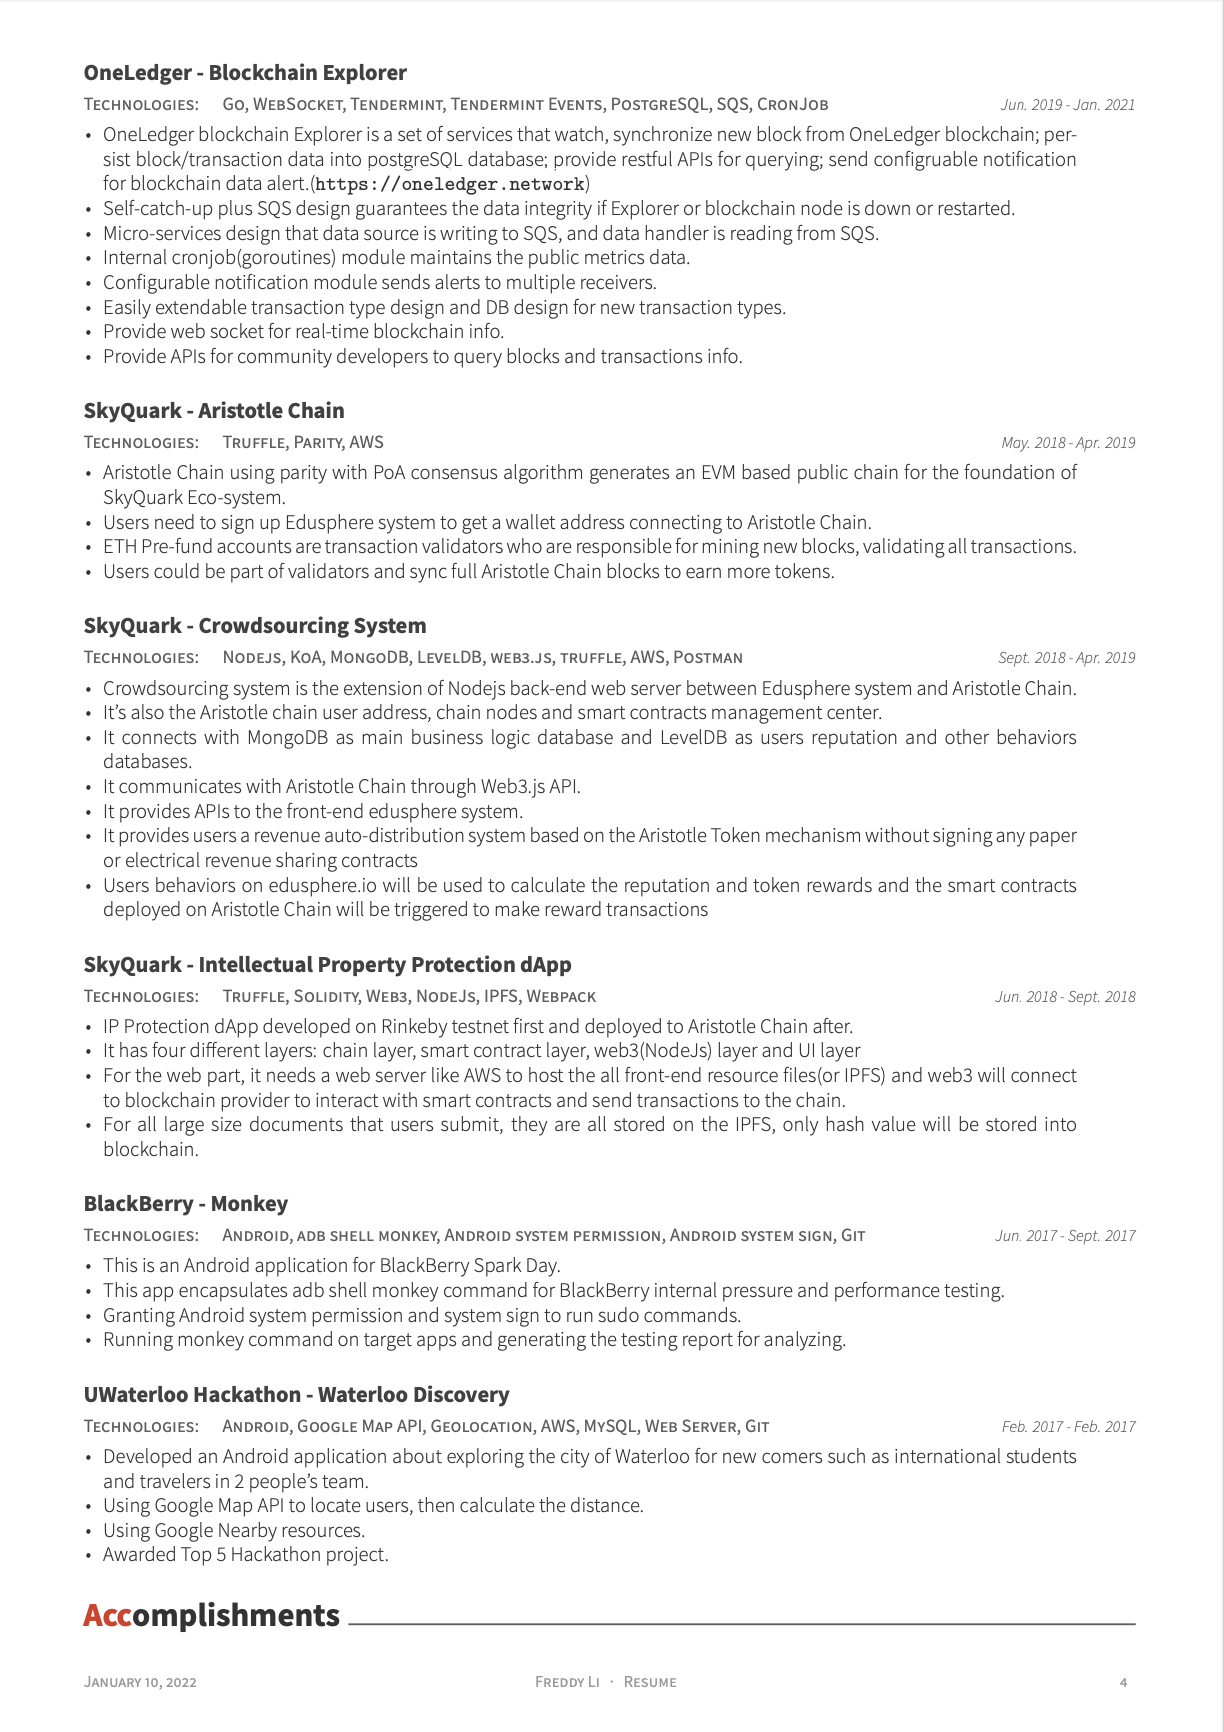 OneLedger - Blockchain Explorer
Technologies: Go, WebSocket, Tendermint, Tendermint Events, PostgreSQL, SQS, CronJob Jun. 2019 - Jan. 2021
• OneLedger blockchain Explorer is a set of services that watch, synchronize new block from OneLedger blockchain; per-
sist block/transaction data into postgreSQL database; provide restful APIs for querying; send configruable notification
for blockchain data alert.(https://oneledger.network)
• Self-catch-up plus SQS design guarantees the data integrity if Explorer or blockchain node is down or restarted.
• Micro-services design that data source is writing to SQS, and data handler is reading from SQS.
• Internal cronjob(goroutines) module maintains the public metrics data.
• Configurable notification module sends alerts to multiple receivers.
• Easily extendable transaction type design and DB design for new transaction types.
• Provide web socket for real-time blockchain info.
• Provide APIs for community developers to query blocks and transactions info.
SkyQuark - Aristotle Chain
Technologies: Truffle, Parity, AWS May. 2018 - Apr. 2019
• Aristotle Chain using parity with PoA consensus algorithm generates an EVM based public chain for the foundation of
SkyQuark Eco-system.
• Users need to sign up Edusphere system to get a wallet address connecting to Aristotle Chain.
• ETH Pre-fund accounts are transaction validators who are responsible for mining new blocks, validating all transactions.
• Users could be part of validators and sync full Aristotle Chain blocks to earn more tokens.
SkyQuark - Crowdsourcing System
Technologies: Nodejs, KoA, MongoDB, LevelDB, web3.js, truffle, AWS, Postman Sept. 2018 - Apr. 2019
• Crowdsourcing system is the extension of Nodejs back-end web server between Edusphere system and Aristotle Chain.
• It's also the Aristotle chain user address, chain nodes and smart contracts management center.
• It connects with MongoDB as main business logic database and LevelDB as users reputation and other behaviors
databases.
• It communicates with Aristotle Chain through Web3.js API.
• It provides APIs to the front-end edusphere system.
• It provides users a revenue auto-distribution system based on the Aristotle Token mechanism without signing any paper
or electrical revenue sharing contracts
• Users behaviors on edusphere.io will be used to calculate the reputation and token rewards and the smart contracts
deployed on Aristotle Chain will be triggered to make reward transactions
SkyQuark - Intellectual Property Protection dApp
Technologies: Truffle, Solidity, Web3, NodeJs, IPFS, Webpack Jun. 2018 - Sept. 2018
• IP Protection dApp developed on Rinkeby testnet first and deployed to Aristotle Chain after.
• It has four different layers: chain layer, smart contract layer, web3(NodeJs) layer and UI layer
• For the web part, it needs a web server like AWS to host the all front-end resource files(or IPFS) and web3 will connect
to blockchain provider to interact with smart contracts and send transactions to the chain.
• For all large size documents that users submit, they are all stored on the IPFS, only hash value will be stored into
blockchain.
BlackBerry - Monkey
Technologies: Android, adb shell monkey, Android system permission, Android system sign, Git Jun. 2017 - Sept. 2017
• This is an Android application for BlackBerry Spark Day.
• This app encapsulates adb shell monkey command for BlackBerry internal pressure and performance testing.
• Granting Android system permission and system sign to run sudo commands.
• Running monkey command on target apps and generating the testing report for analyzing.
UWaterloo Hackathon - Waterloo Discovery
Technologies: Android, Google Map API, Geolocation, AWS, MySQL, Web Server, Git Feb. 2017 - Feb. 2017
• Developed an Android application about exploring the city of Waterloo for new comers such as international students
and travelers in 2 people's team.
• Using Google Map API to locate users, then calculate the distance.
• Using Google Nearby resources.
• Awarded Top 5 Hackathon project.
Accomplishments
January 10, 2022 Freddy Li · Resume 4